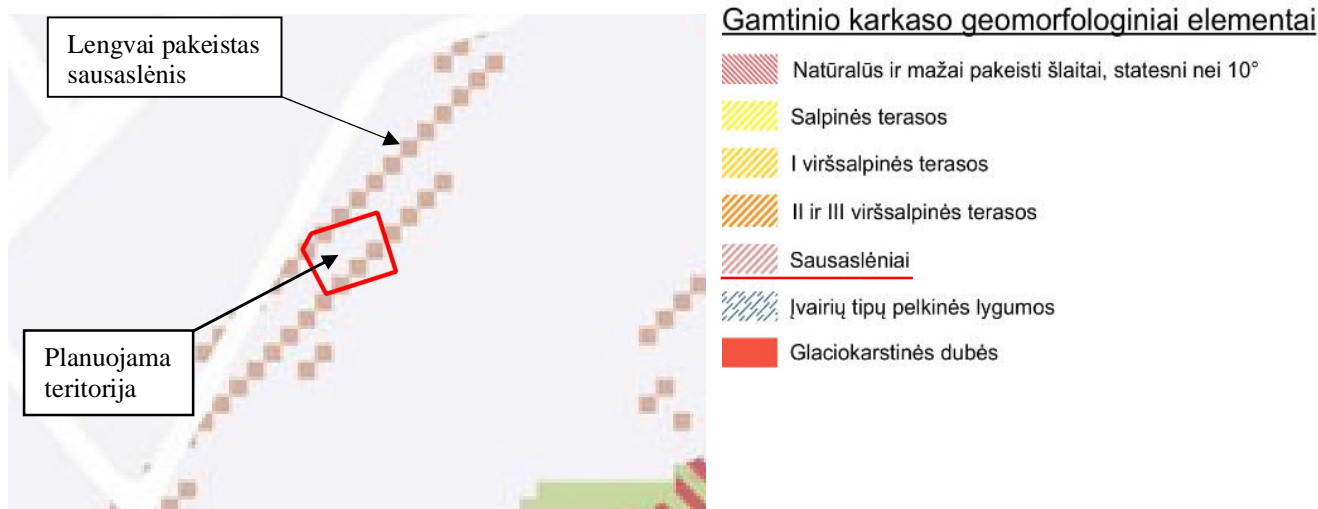 Lengvai pakeistas
sausaslėnis
Planuojama
teritorija
Gamtinio karkaso geomorfologiniai elementai
Natūralūs ir mažai pakeisti šlaitai, statesni nei 10°
Salpinės terasos
I viršsalpinės terasos
II ir III viršsalpinės terasos
Sausaslėniai
Įvairių tipų pelkinės lygumos
Glaciokarstinės dubės